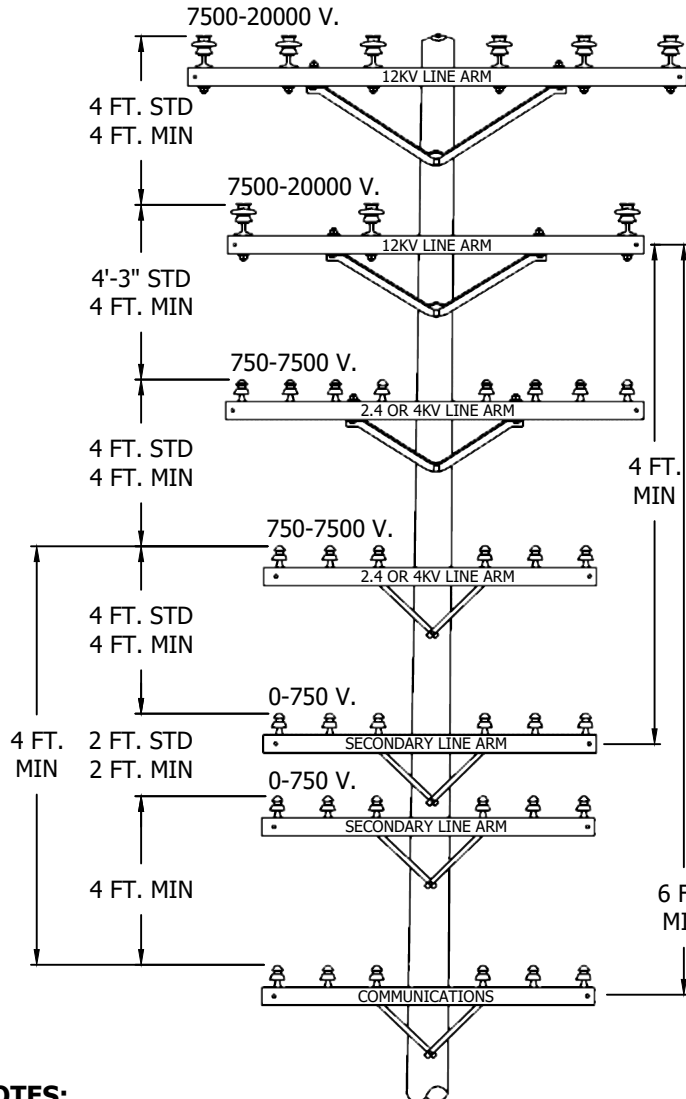 7500-20000 V.
12KV LINE ARM
4 FT. STD
4 FT. MIN
7500-20000 V.
12KV LINE ARM
4'-3" STD
4 FT. MIN
750-7500 V.
2.4 OR 4KV LINE ARM
4 FT. STD
4 FT. MIN
4 FT.
MIN
750-7500 V.
2.4 OR 4KV LINE ARM
4 FT. STD
4 FT. MIN
0-750 V.
SECONDARY LINE ARM
4 FT.
MIN
2 FT. STD
2 FT. MIN
0-750 V.
SECONDARY LINE ARM
4 FT. MIN
6
COMMUNICATIONS